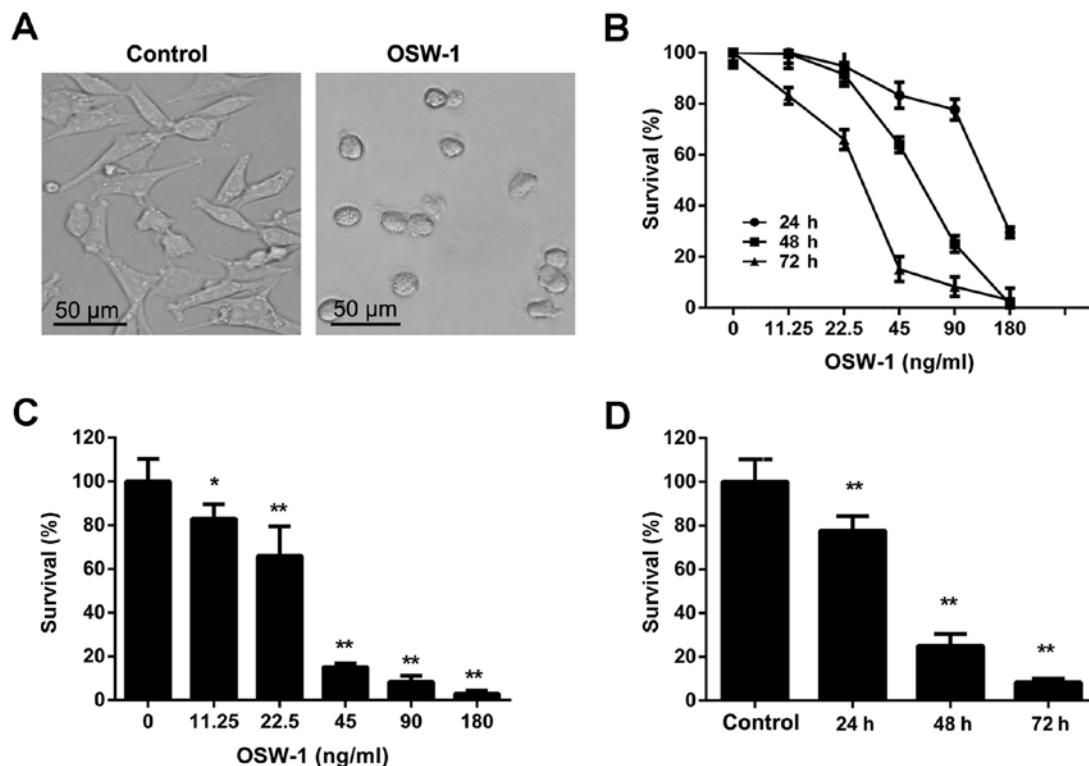 A
Control
OSW-1
50 µm
50 µm
B
100
80
60
40
20
0
Survival (%)
24 h
48 h
72 h
0 11.25 22.5 45 90 180
OSW-1 (ng/ml)
C
120
100
80
60
40
20
0
Survival (%)
*
**
**
**
**
0 11.25 22.5 45 90 180
OSW-1 (ng/ml)
D
120
100
80
60
40
20
0
Survival (%)
**
**
**
Control 24 h 48 h 72 h